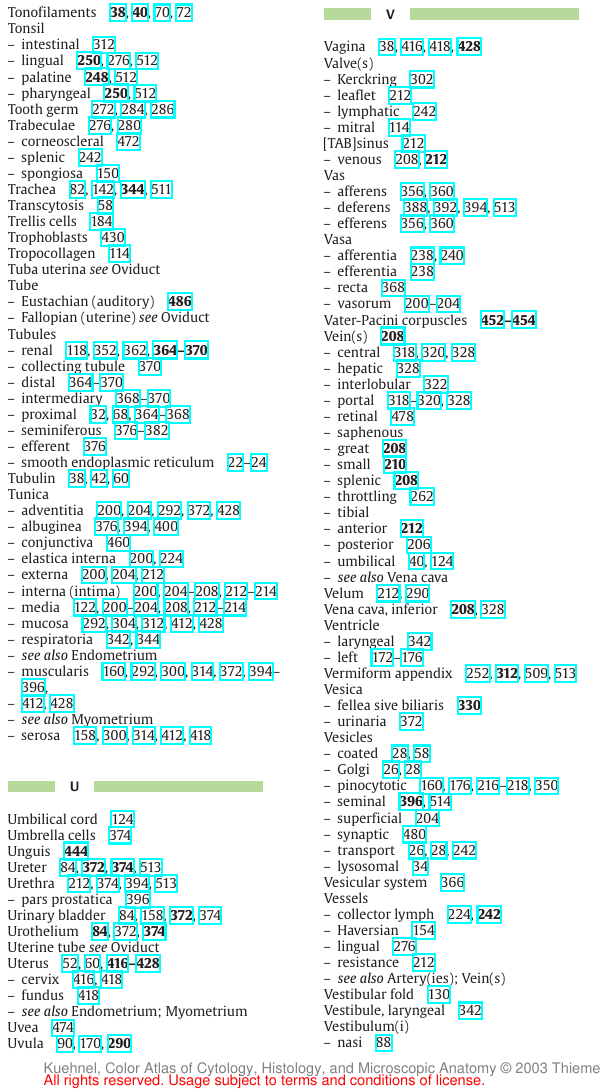 Tonofilaments 38, 40, 70, 72
Tonsil
– intestinal 312
– lingual 250, 276, 512
– palatine 248, 512
– pharyngeal 250, 512
Tooth germ 272, 284, 286
Trabeculae 276, 280
– corneoscleral 472
– splenic 242
– spongiosa 150
Trachea 82, 142, 344, 511
Transcytosis 58
Trellis cells 184
Trophoblasts 430
Tropocollagen 114
Tuba uterina see Oviduct
Tube
– Eustachian (auditory) 486
– Fallopian (uterine) see Oviduct
Tubules
– renal 118, 352, 362, 364–370
– collecting tubule 370
– distal 364–370
– intermediary 368–370
– proximal 32, 68, 364–368
– seminiferous 376–382
– efferent 376
– smooth endoplasmic reticulum 22–24
Tubulin 38, 42, 60
Tunica
– adventitia 200, 204, 292, 372, 428
– albuginea 376, 394, 400
– conjunctiva 460
– elastica interna 200, 224
– externa 200, 204, 212
– interna (intima) 200, 204–208, 212–214
– media 122, 200–204, 208, 212–214
– mucosa 292, 304, 312, 412, 428
– respiratoria 342, 344
– see also Endometrium
– muscularis 160, 292, 300, 314, 372, 394–
396,
– 412, 428
– see also Myometrium
– serosa 158, 300, 314, 412, 418
U
Umbilical cord 124
Umbrella cells 374
Unguis 444
Ureter 84, 372, 374, 513
Urethra 212, 374, 394, 513
– pars prostatica 396
Urinary bladder 84, 158, 372, 374
Urothelium 84, 372, 374
Uterine tube see Oviduct
Uterus 52, 60, 416–428
– cervix 416, 418
– fundus 418
– see also Endometrium; Myometrium
Uvea 474
Uvula 90, 170, 290
V
Vagina 38, 416, 418, 428
Valve(s)
– Kerckring 302
– leaflet 212
– lymphatic 242
– mitral 114
[TAB]sinus 212
– venous 208, 212
Vas
– afferens 356, 360
– deferens 388, 392, 394, 513
– efferens 356, 360
Vasa
– afferentia 238, 240
– efferentia 238
– recta 368
– vasorum 200–204
Vater-Pacini corpuscles 452–454
Vein(s) 208
– central 318, 320, 328
– hepatic 328
– interlobular 322
– portal 318–320, 328
– retinal 478
– saphenous
– great 208
– small 210
– splenic 208
– throttling 262
– tibial
– anterior 212
– posterior 206
– umbilical 40, 124
– see also Vena cava
Velum 212, 290
Vena cava, inferior 208, 328
Ventricle
– laryngeal 342
– left 172–176
Vermiform appendix 252, 312, 509, 513
Vesica
– fellea sive biliaris 330
– urinaria 372
Vesicles
– coated 28, 58
– Golgi 26, 28
– pinocytotic 160, 176, 216–218, 350
– seminal 396, 514
– superficial 204
– synaptic 480
– transport 26, 28, 242
– lysosomal 34
Vesicular system 366
Vessels
– collector lymph 224, 242
– Haversian 154
– lingual 276
– resistance 212
– see also Artery(ies); Vein(s)
Vestibular fold 130
Vestibule, laryngeal 342
Vestibulum(i)
– nasi 88
Kuehnel, Color Atlas of Cytology, Histology, and Microscopic Anatomy © 2003 Thieme
All rights reserved. Usage subject to terms and conditions of license.